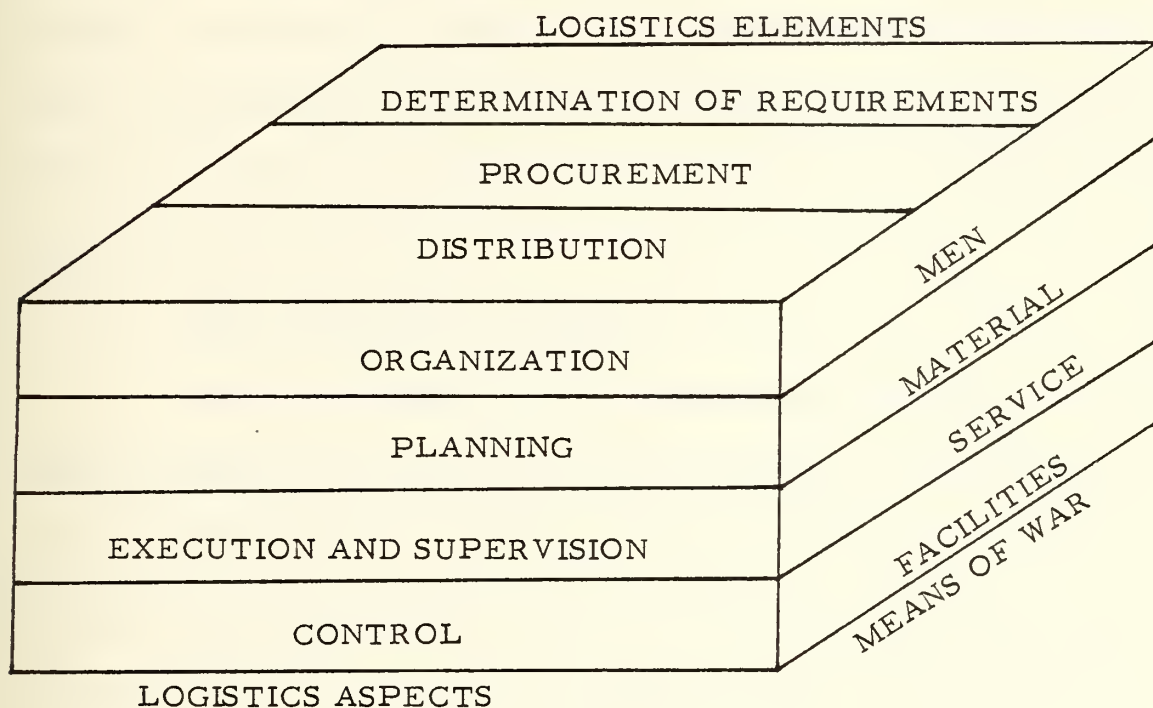 LOGISTICS ELEMENTS
DETERMINATION OF REQUIREMENTS
PROCUREMENT
DISTRIBUTION
ORGANIZATION
PLANNING
EXECUTION AND SUPERVISION
CONTROL
LOGISTICS ASPECTS
MEN
MATERIAL
SERVICE
FACILITIES
MEANS OF WAR